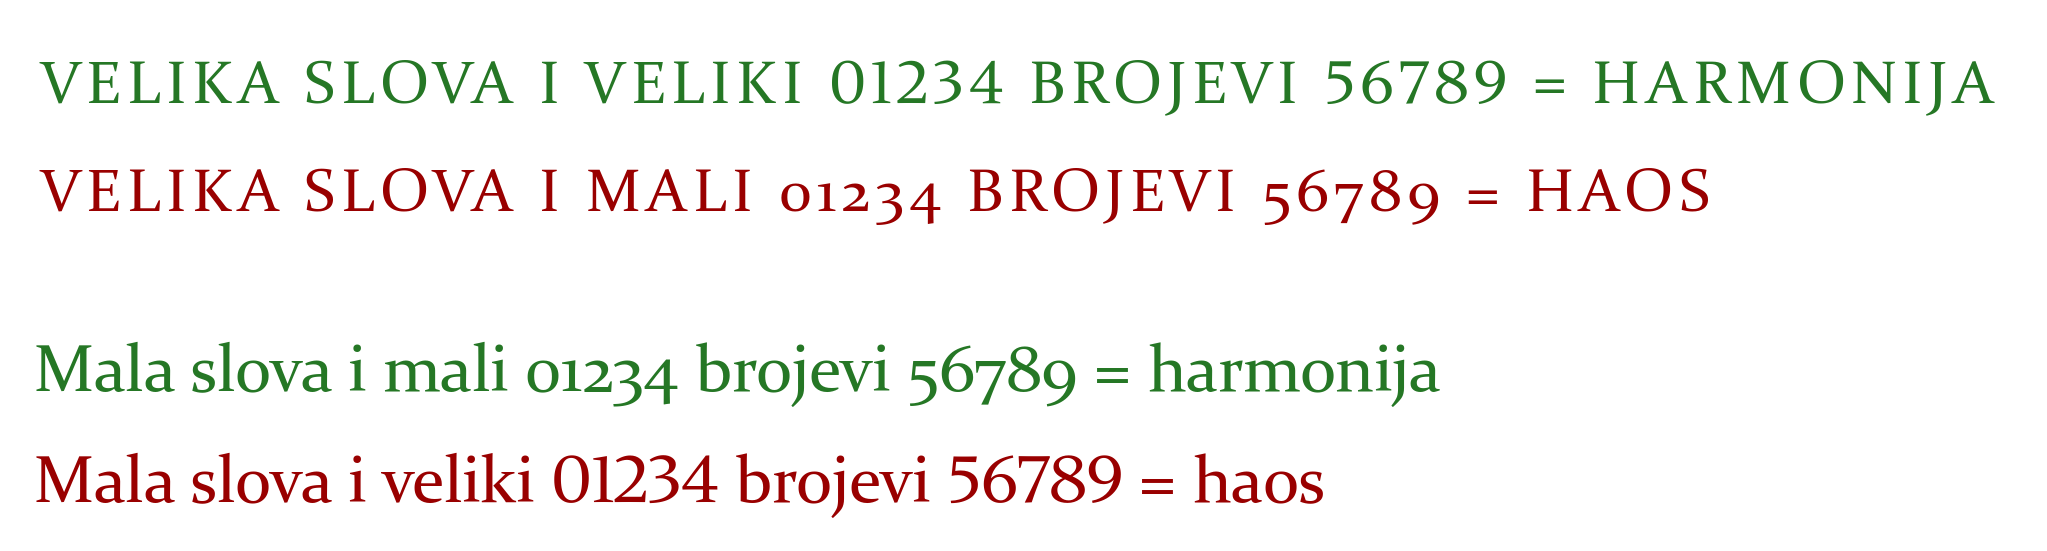 VELIKA SLOVA I VELIKI 01234 BROJEVI 56789 = HARMONIJA
VELIKA SLOVA I MALI 01234 BROJEVI 56789 = HAOS
Mala slova i mali 01234 brojevi 56789 = harmonija
Mala slova i veliki 01234 brojevi 56789 = haos